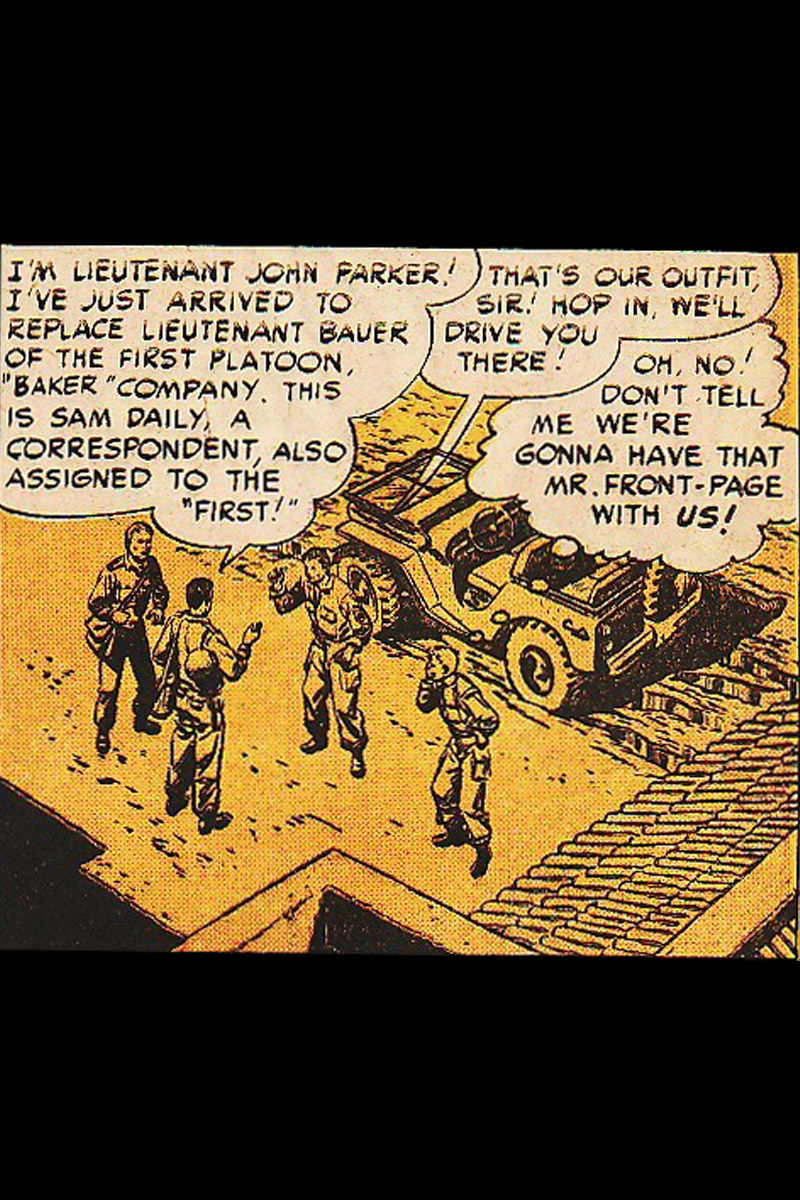 I'M LIEUTENANT JOHN PARKER!
I'VE JUST ARRIVED TO
REPLACE LIEUTENANT BAUER
OF THE FIRST PLATOON,
"BAKER" COMPANY. THIS
IS SAM DAILY, A
CORRESPONDENT, ALSO
ASSIGNED TO THE
"FIRST!"
THAT'S OUR OUTFIT,
SIR! HOP IN, WE'LL
DRIVE YOU
THERE!
OH, NO!
DON'T TELL
ME WE'RE
GONNA HAVE THAT
MR. FRONT-PAGE
WITH US!